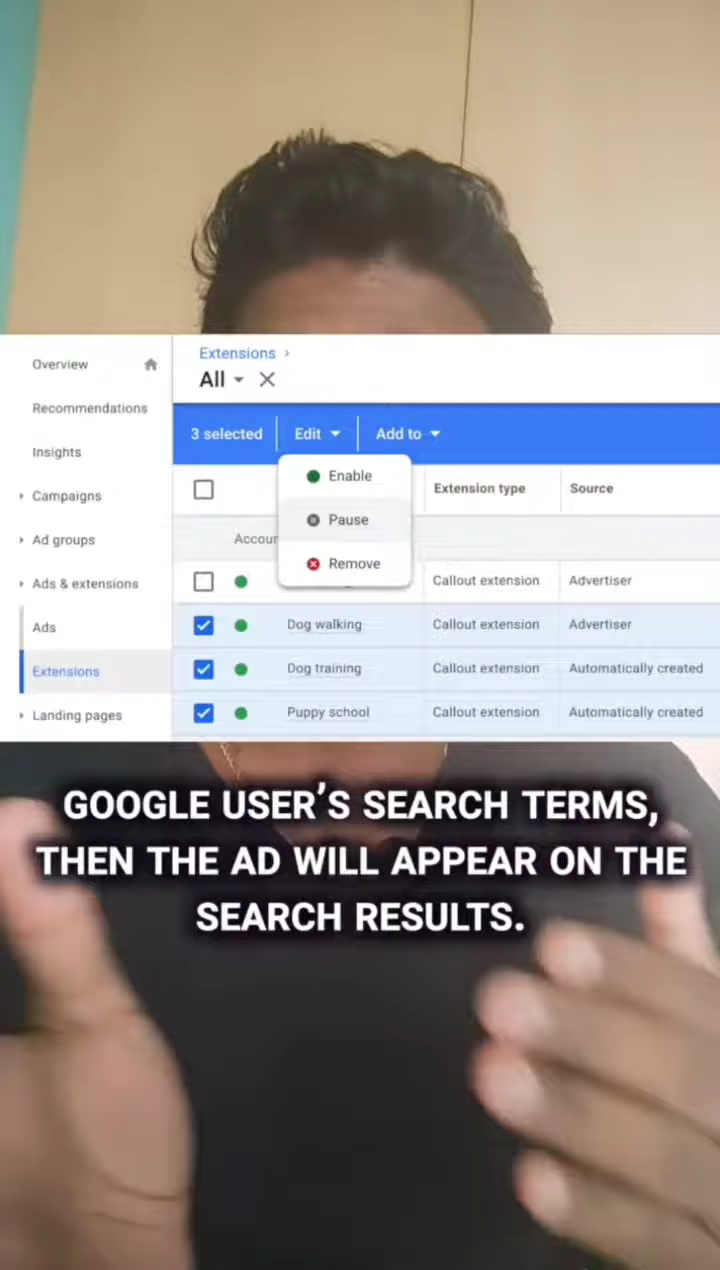 Overview
Recommendations
Insights
Campaigns
Ad groups
Ads & extensions
Ads
Extensions
Landing pages
Extensions
All
3 selected Edit Add to
Enable
Pause
Remove
Extension type Source
Callout extension Advertiser
Dog walking Callout extension Advertiser
Dog training Callout extension Automatically created
Puppy school Callout extension Automatically created
GOOGLE USER’S SEARCH TERMS,
THEN THE AD WILL APPEAR ON THE
SEARCH RESULTS.